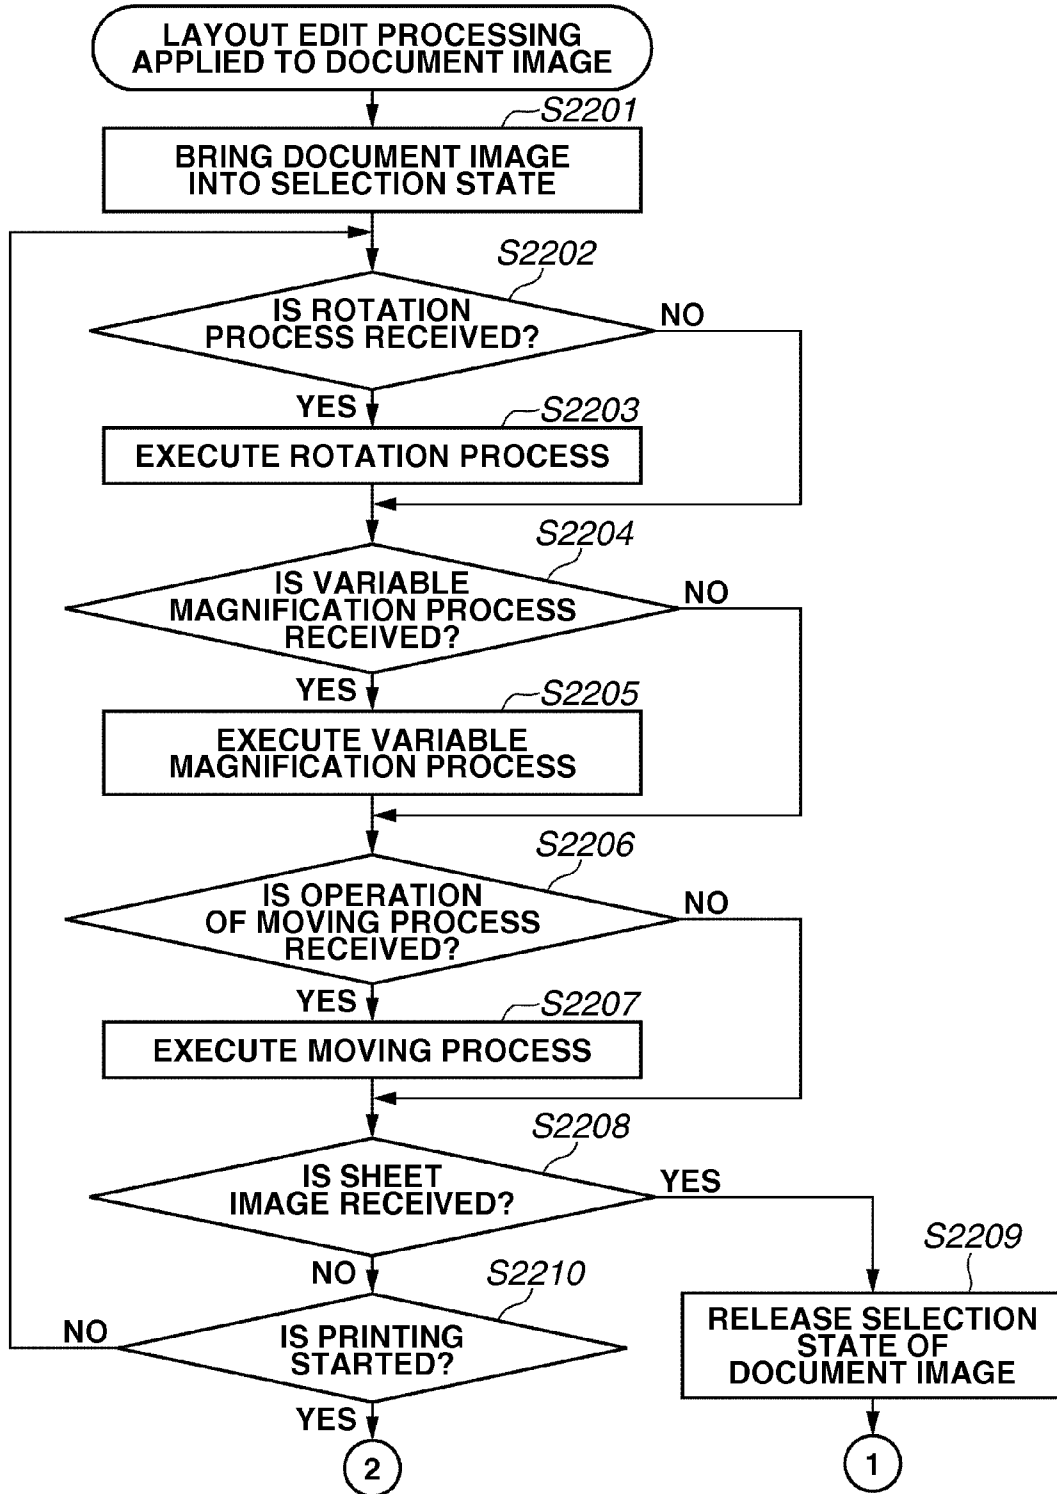 LAYOUT EDIT PROCESSING
APPLIED TO DOCUMENT IMAGE
S2201
BRING DOCUMENT IMAGE
INTO SELECTION STATE
S2202
IS ROTATION
PROCESS RECEIVED?
NO
YES
S2203
EXECUTE ROTATION PROCESS
S2204
IS VARIABLE
MAGNIFICATION PROCESS
RECEIVED?
NO
YES
S2205
EXECUTE VARIABLE
MAGNIFICATION PROCESS
S2206
IS OPERATION
OF MOVING PROCESS
RECEIVED?
NO
YES
S2207
EXECUTE MOVING PROCESS
S2208
IS SHEET
IMAGE RECEIVED?
YES
NO
S2209
RELEASE SELECTION
STATE OF
DOCUMENT IMAGE
1
S2210
IS PRINTING
STARTED?
NO
YES
2